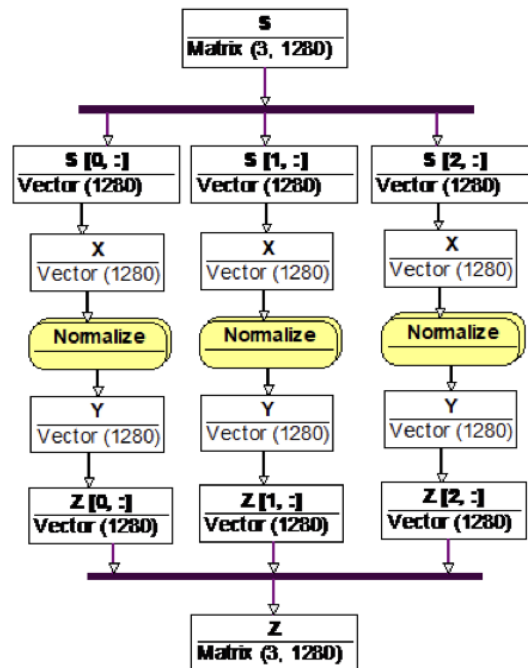 S
Matrix (3, 1280)
S [0, :]
Vector (1280)
S [1, :]
Vector (1280)
S [2, :]
Vector (1280)
X
Vector (1280)
X
Vector (1280)
X
Vector (1280)
Normalize
Normalize
Normalize
Y
Vector (1280)
Y
Vector (1280)
Y
Vector (1280)
Z [0, :]
Vector (1280)
Z [1, :]
Vector (1280)
Z [2, :]
Vector (1280)
Z
Matrix (3, 1280)